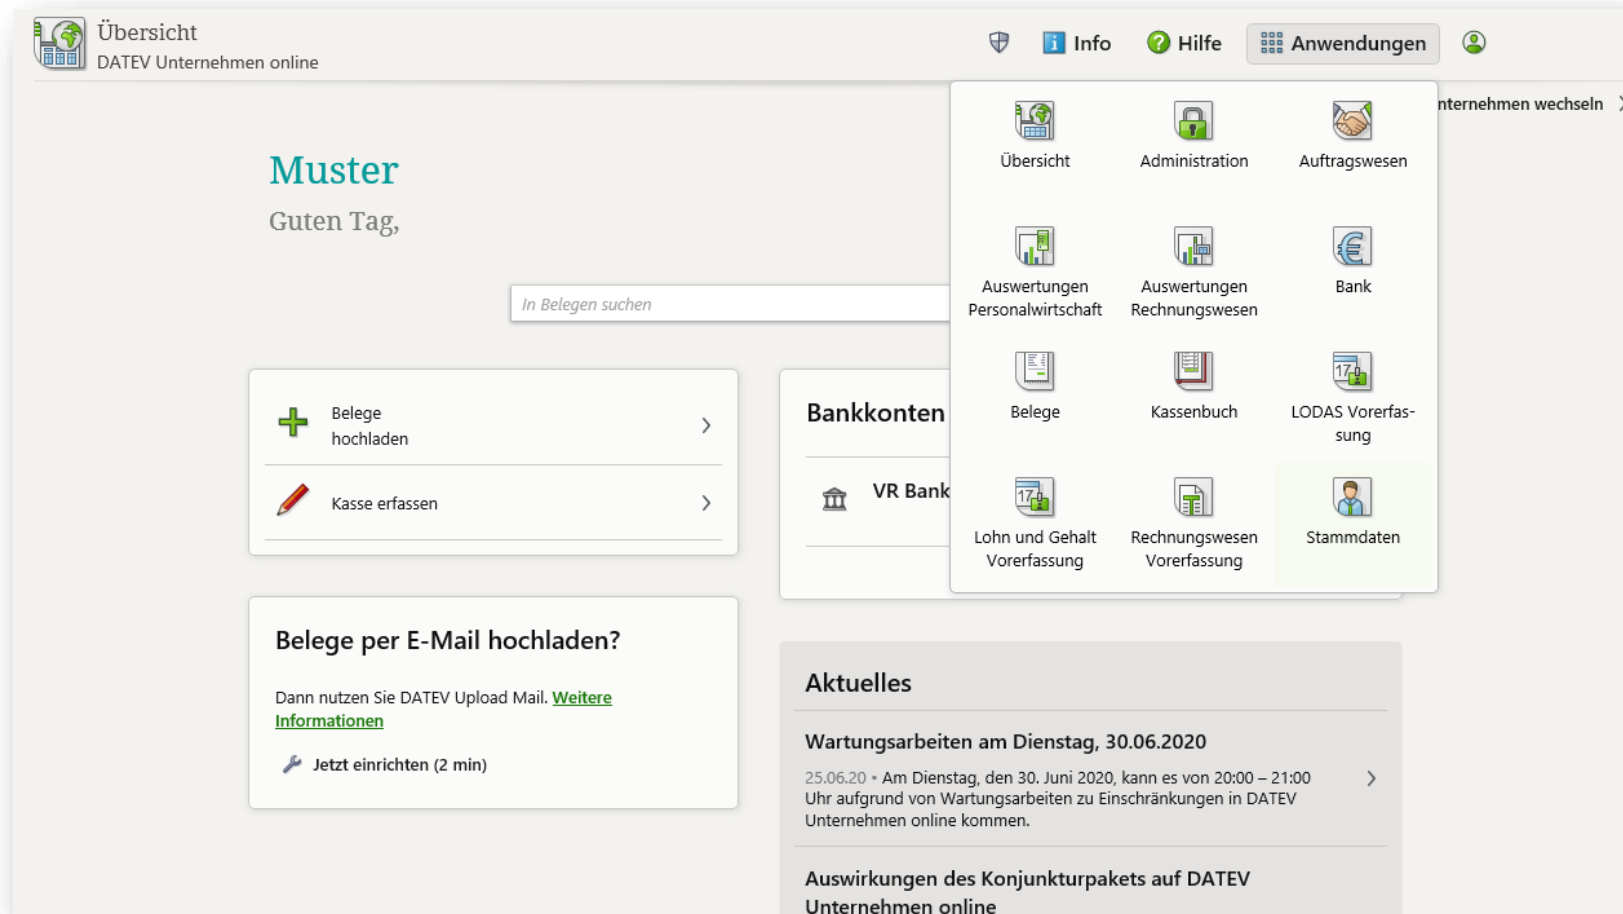 Übersicht
DATEV Unternehmen online
Info
Hilfe
Anwendungen
nternehmen wechseln
Muster
Guten Tag,
In Belegen suchen
Übersicht
Administration
Auftragswesen
Auswertungen
Personalwirtschaft
Auswertungen
Rechnungswesen
Bank
Belege
Kassenbuch
17
LODAS Vorerfas-
sung
17
Lohn und Gehalt
Vorerfassung
Rechnungswesen
Vorerfassung
Stammdaten
Belege
hochladen
Kasse erfassen
Bankkonten
VR Bank
Belege per E-Mail hochladen?
Dann nutzen Sie DATEV Upload Mail. Weitere
Informationen
Jetzt einrichten (2 min)
Aktuelles
Wartungsarbeiten am Dienstag, 30.06.2020
25.06.20 • Am Dienstag, den 30. Juni 2020, kann es von 20:00 – 21:00
Uhr aufgrund von Wartungsarbeiten zu Einschränkungen in DATEV
Unternehmen online kommen.
Auswirkungen des Konjunkturpakets auf DATEV
Unternehmen online